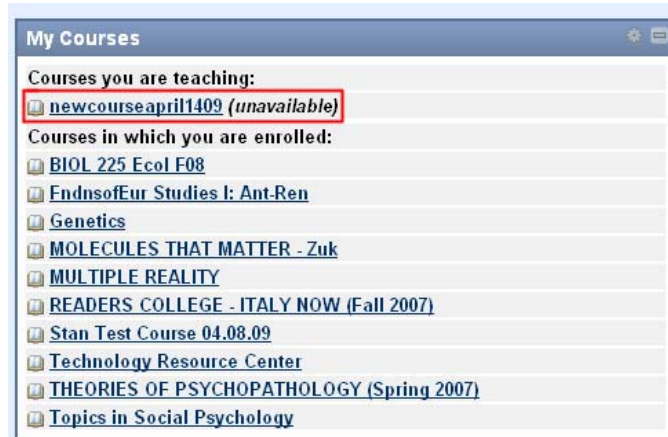 My Courses
Courses you are teaching:
newcourseapril1409 (unavailable)
Courses in which you are enrolled:
BIOL 225 Ecol F08
FndnsofEur Studies I: Ant-Ren
Genetics
MOLECULES THAT MATTER - Zuk
MULTIPLE REALITY
READERS COLLEGE - ITALY NOW (Fall 2007)
Stan Test Course 04.08.09
Technology Resource Center
THEORIES OF PSYCHOPATHOLOGY (Spring 2007)
Topics in Social Psychology